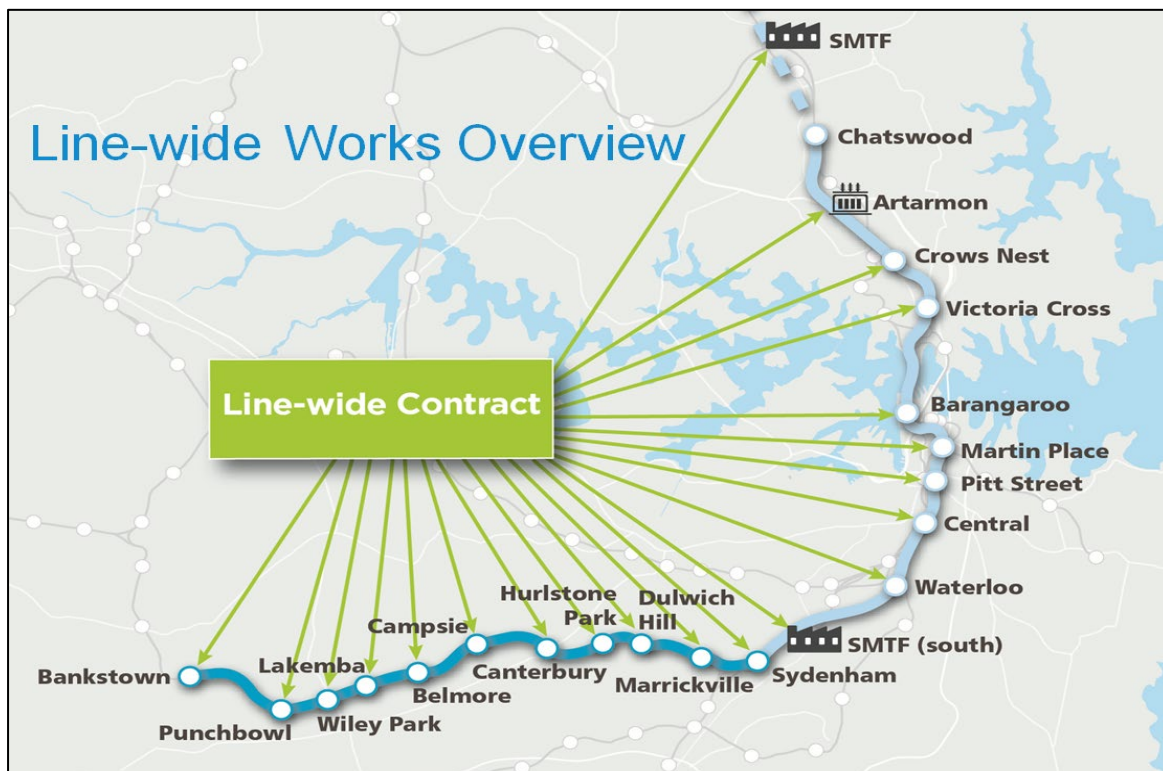 SMTF
Line-wide Works Overview
Chatswood
Artarmon
Crows Nest
Victoria Cross
Line-wide Contract
Barangaroo
Martin Place
Pitt Street
Central
Waterloo
Hurlstone
Park
Dulwich
Hill
Campsie
SMTF (south)
Lakemba
Bankstown
Canterbury
Sydenham
Belmore
Marrickville
Wiley Park
Punchbowl